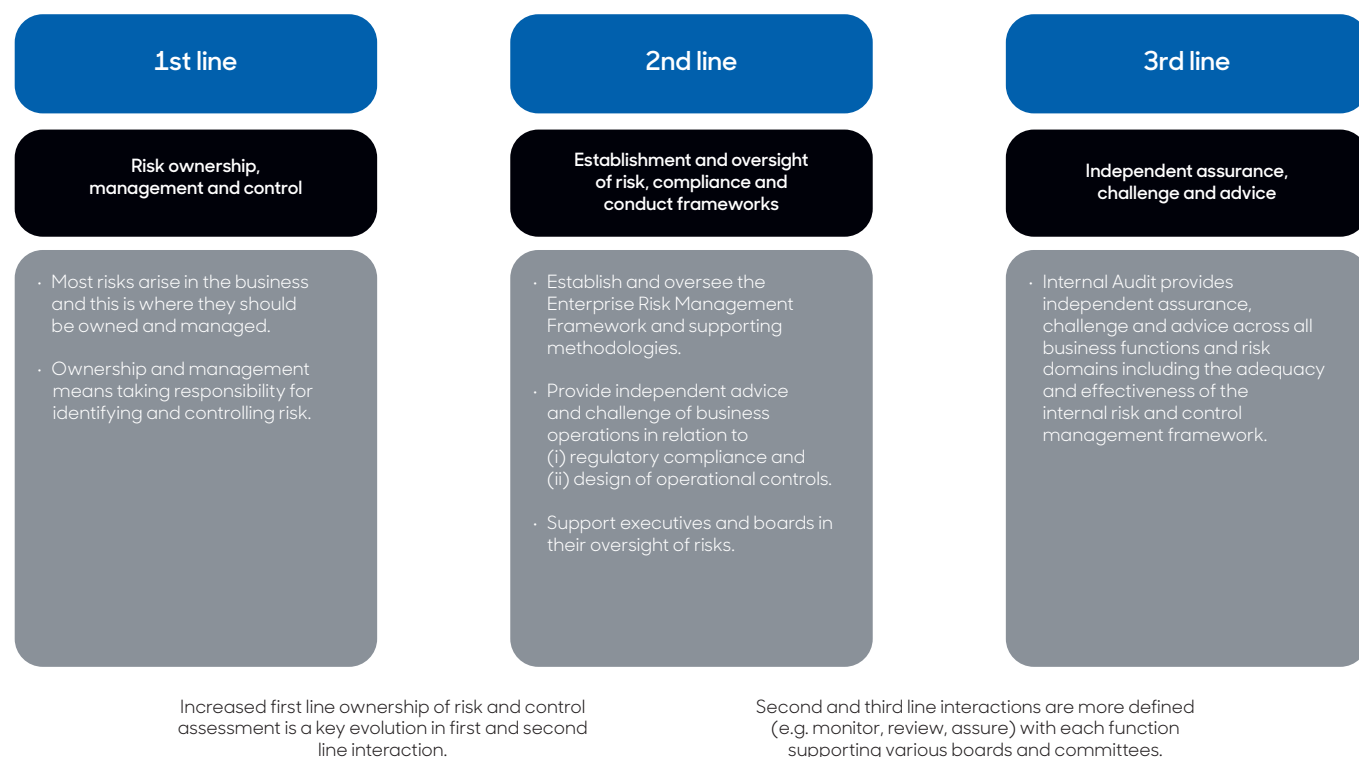 1st line
Risk ownership,
management and control
· Most risks arise in the business
and this is where they should
be owned and managed.
· Ownership and management
means taking responsibility for
identifying and controlling risk.
2nd line
Establishment and oversight
of risk, compliance and
conduct frameworks
· Establish and oversee the
Enterprise Risk Management
Framework and supporting
methodologies.
· Provide independent advice
and challenge of business
operations in relation to
(i) regulatory compliance and
(ii) design of operational controls.
· Support executives and boards in
their oversight of risks.
3rd line
Independent assurance,
challenge and advice
· Internal Audit provides
independent assurance,
challenge and advice across all
business functions and risk
domains including the adequacy
and effectiveness of the
internal risk and control
management framework.
Increased first line ownership of risk and control
assessment is a key evolution in first and second
line interaction.
Second and third line interactions are more defined
(e.g. monitor, review, assure) with each function
supporting various boards and committees.